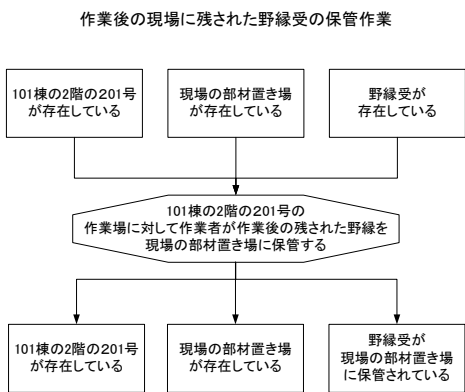 作業後の現場に残された野縁受の保管作業
101棟の2階の201号
が存在している
現場の部材置き場
が存在している
野縁受が
存在している
101棟の2階の201号の
作業場に対して作業者が作業後の残された野縁を
現場の部材置き場に保管する
101棟の2階の201号
が存在している
現場の部材置き場
が存在している
野縁受が
現場の部材置き場
に保管されている